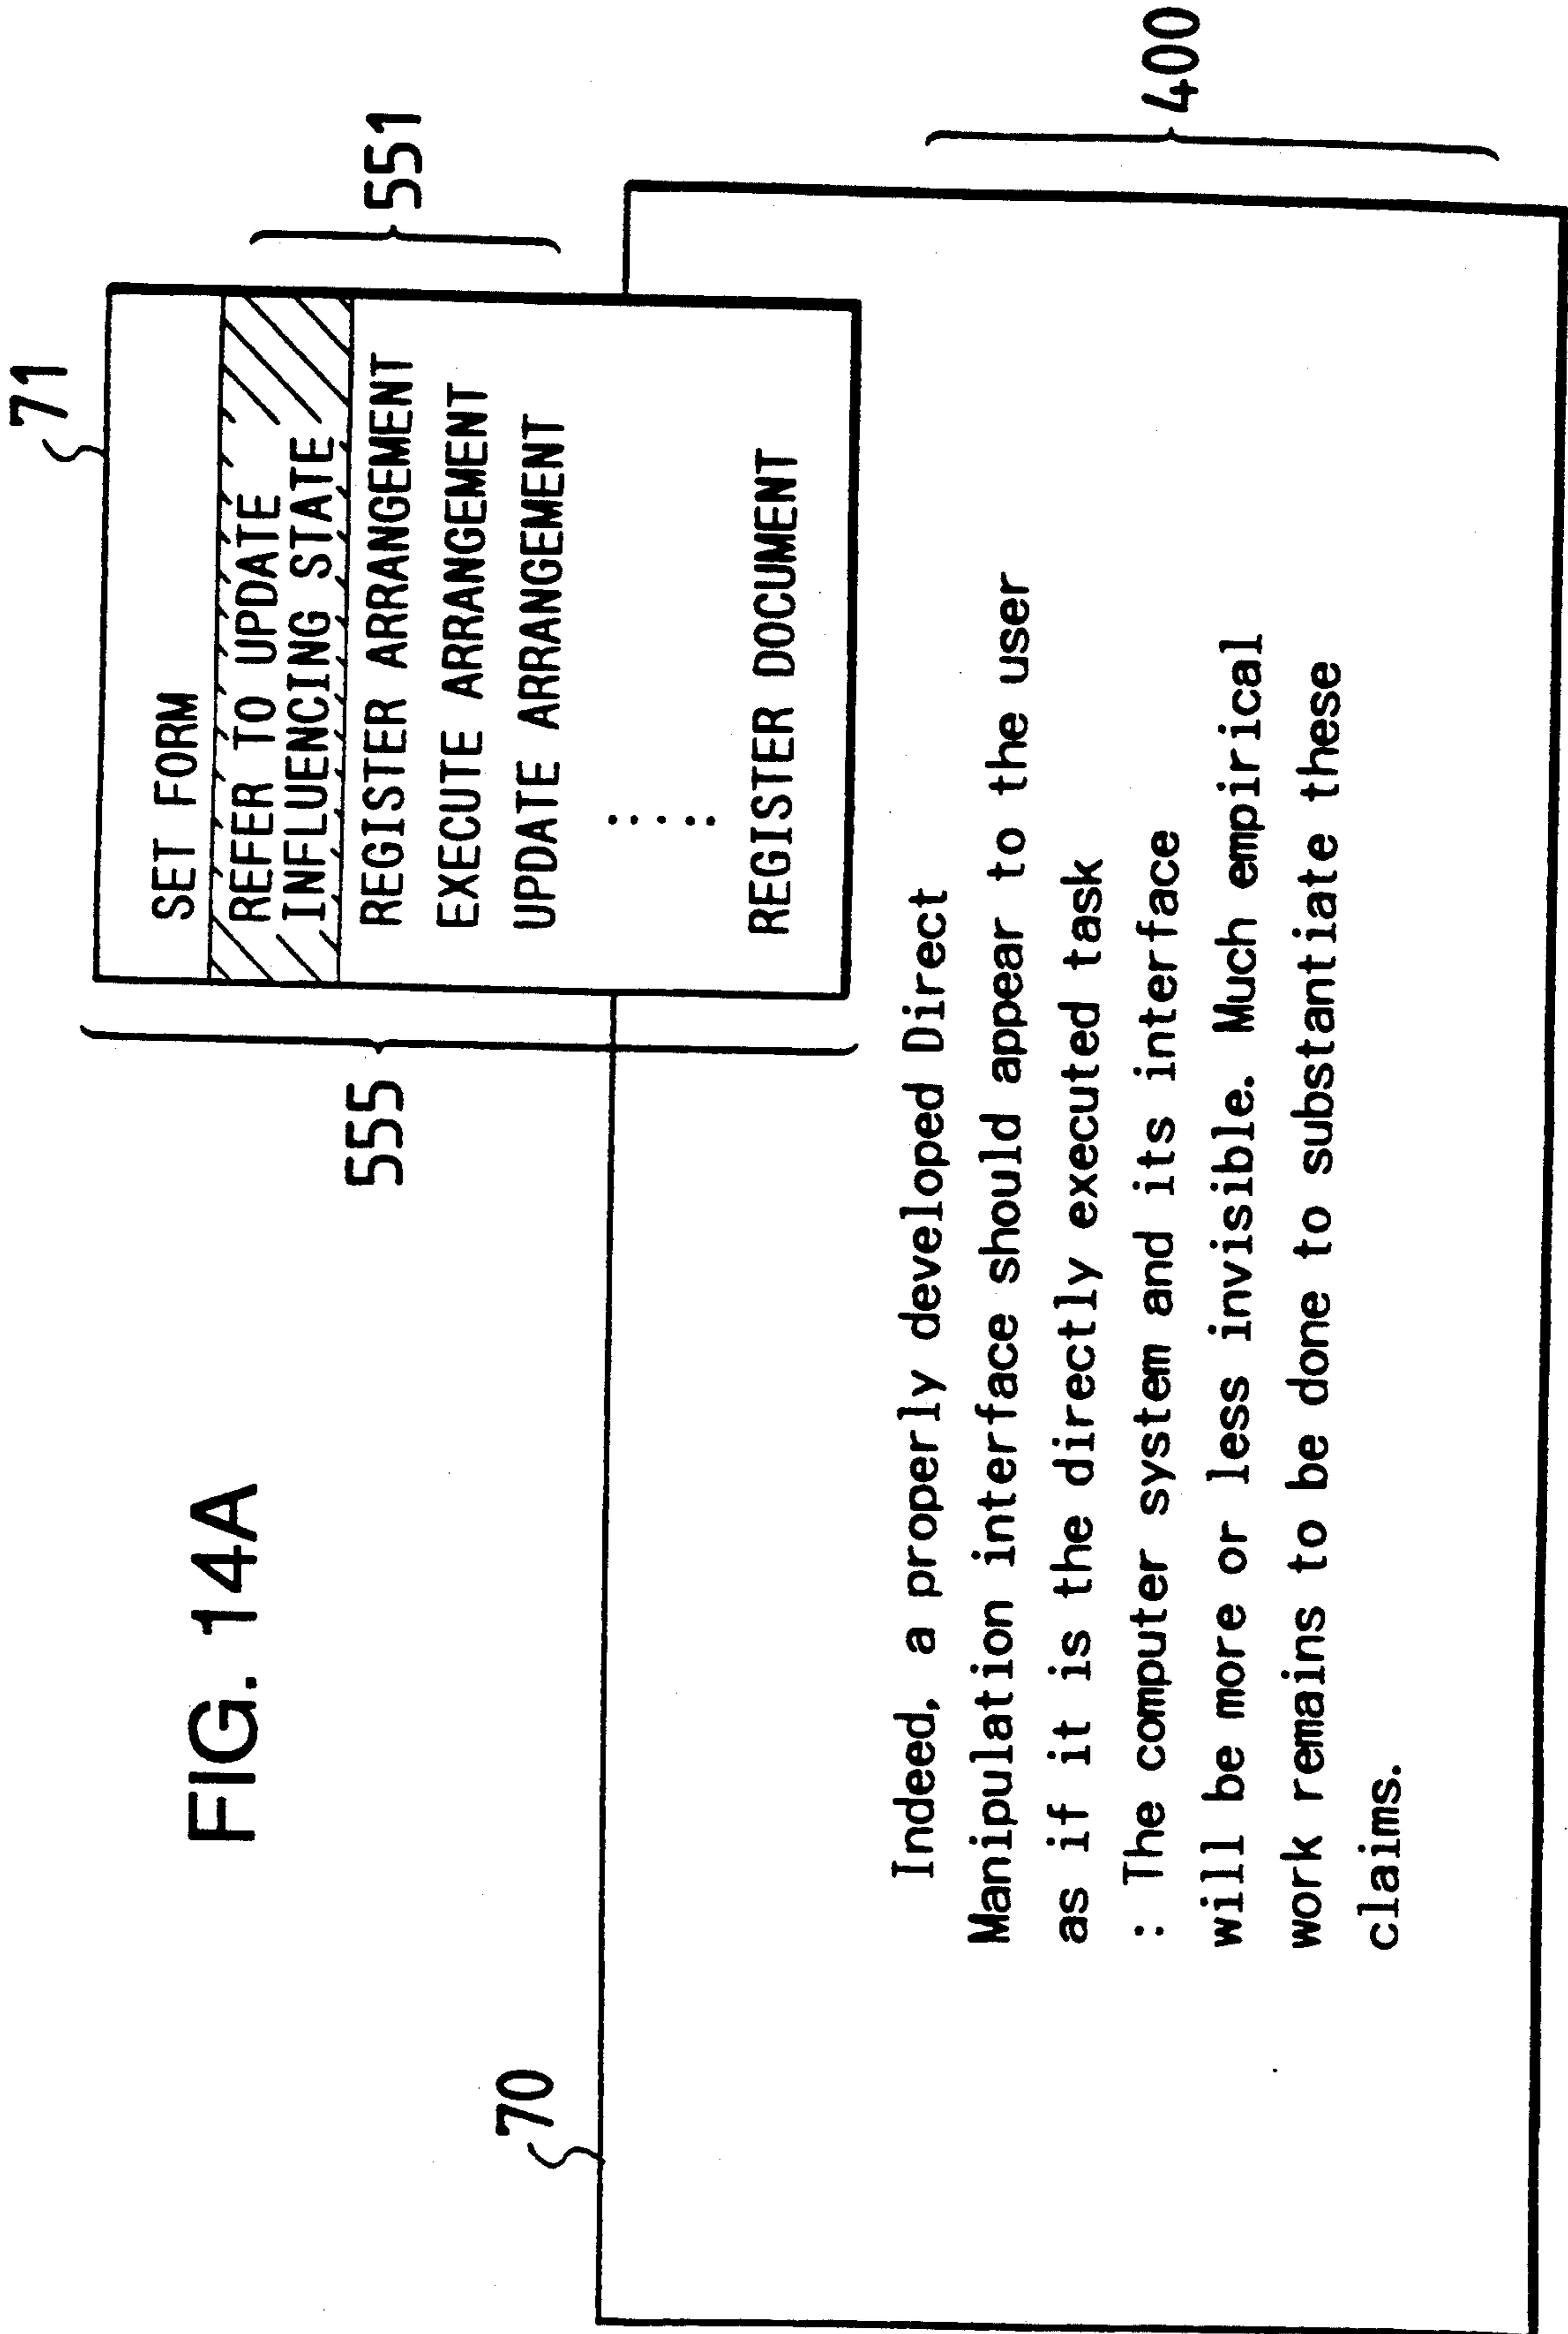 FIG. 14A
71
SET FORM
REFER TO UPDATE
INFLUENCING STATE
REGISTER ARRANGEMENT
EXECUTE ARRANGEMENT
UPDATE ARRANGEMENT
:
:
REGISTER DOCUMENT
555
551
70
Indeed, a properly developed Direct
Manipulation interface should appear to the user
as if it is the directly executed task
: The computer system and its interface
will be more or less invisible. Much empirical
work remains to be done to substantiate these
claims.
400